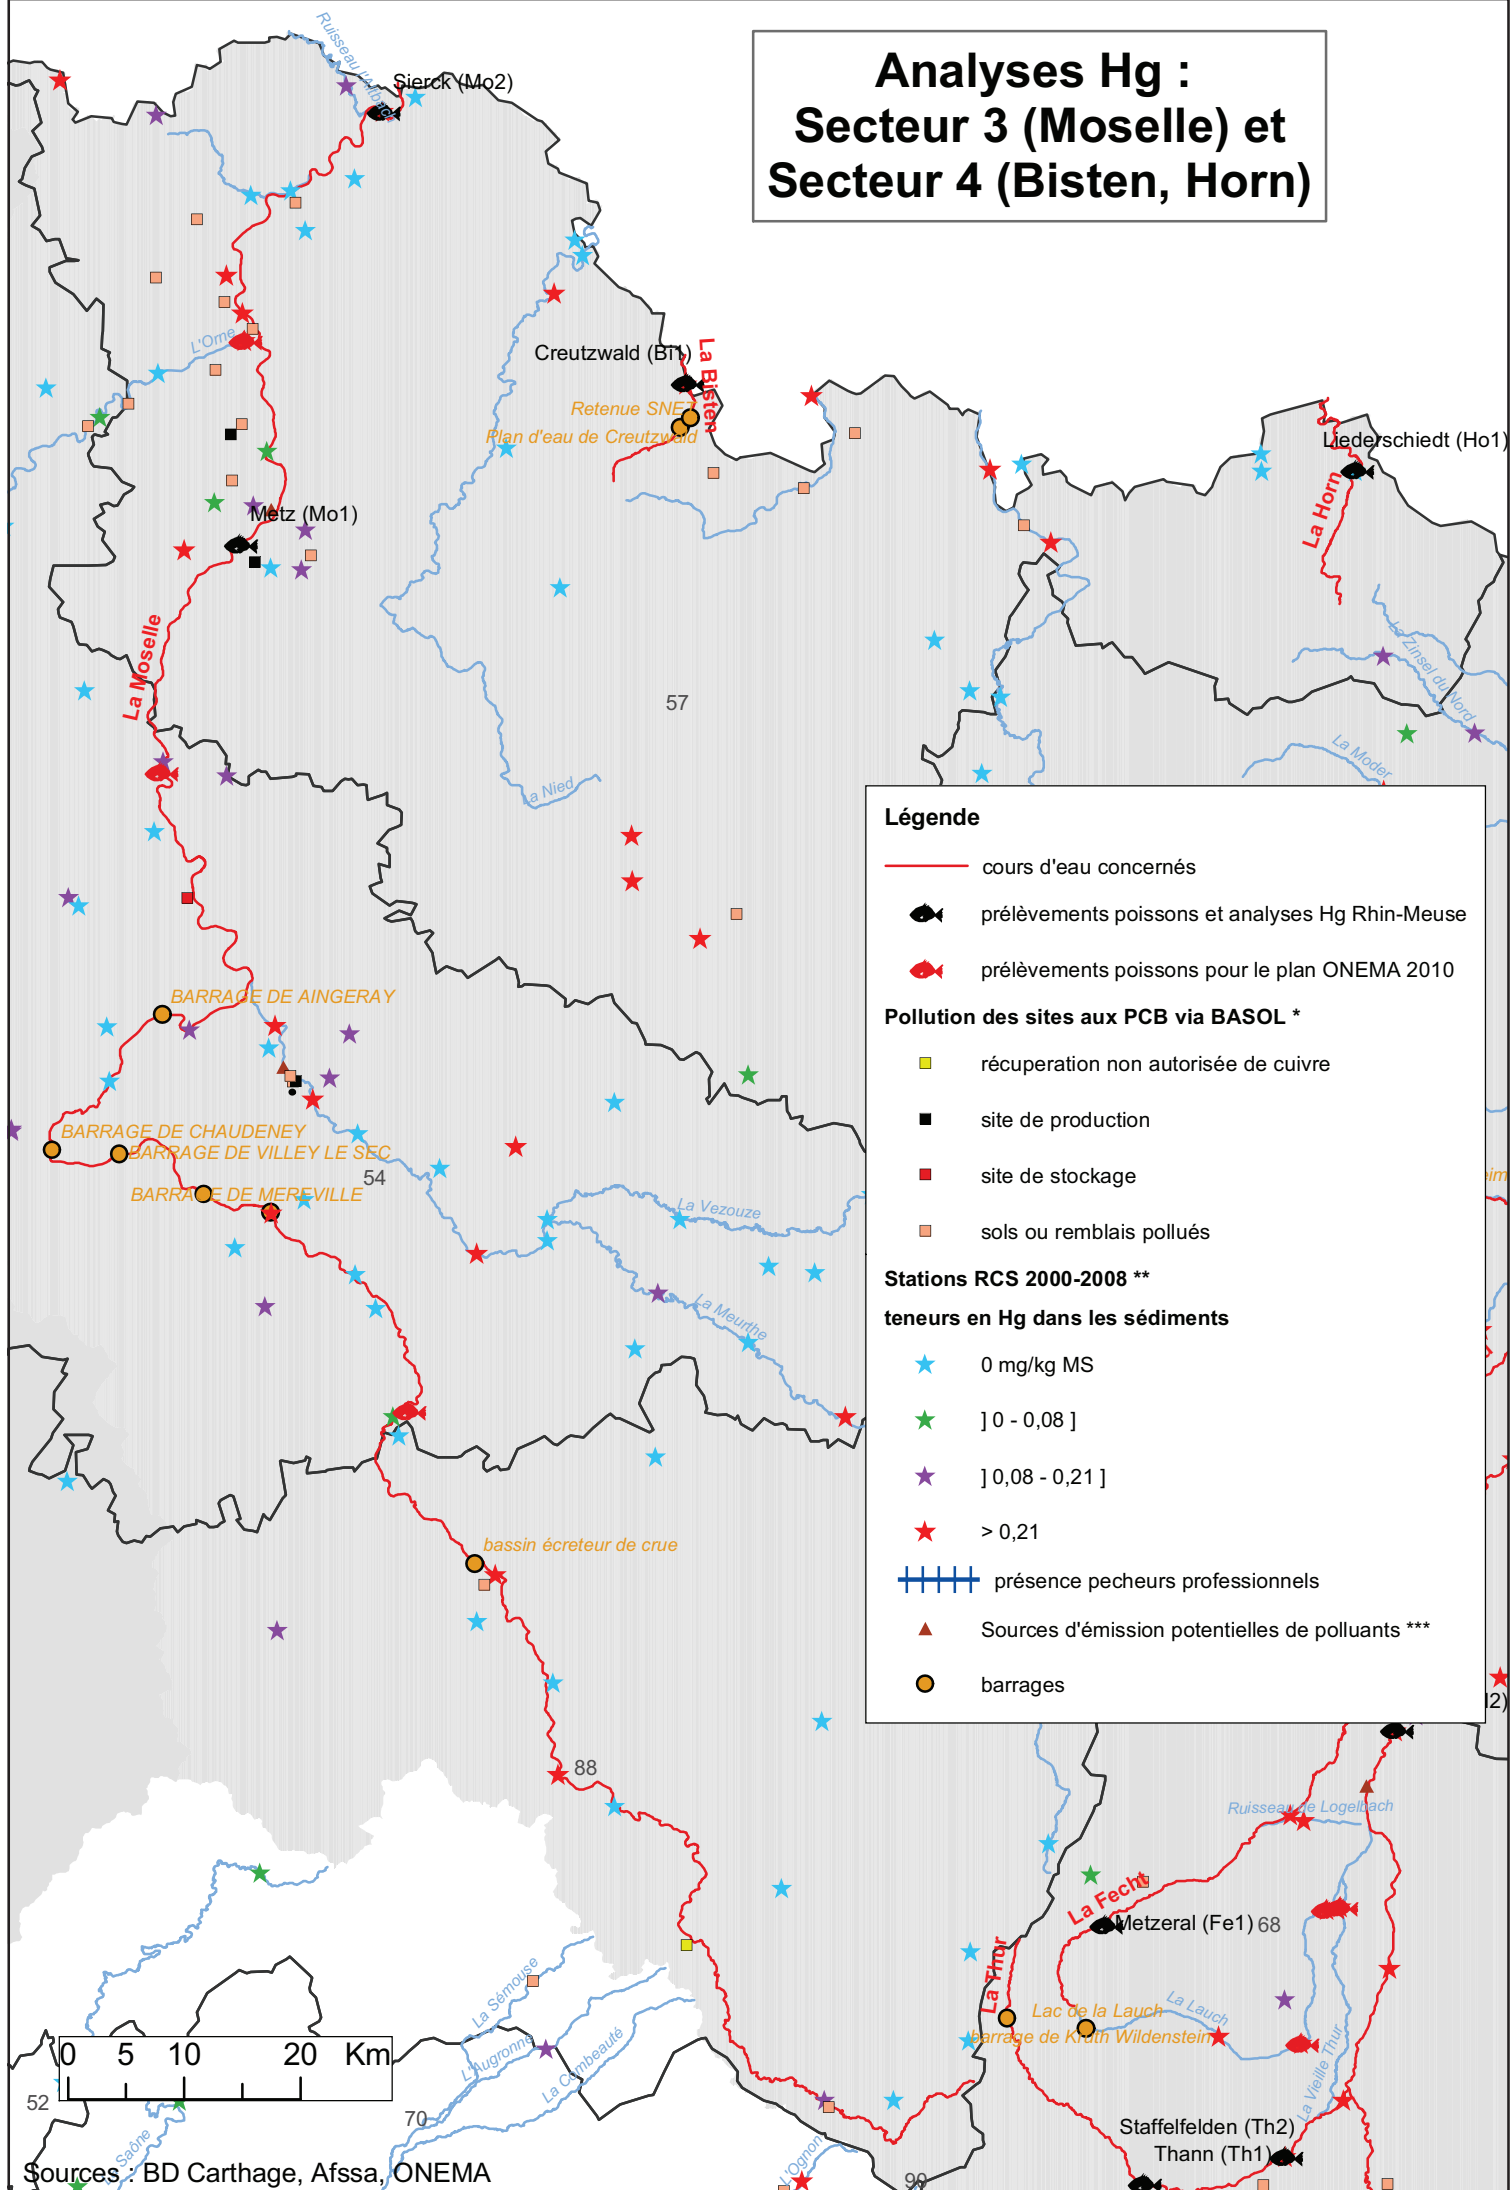 Analyses Hg :
Secteur 3 (Moselle) et
Secteur 4 (Bisten, Horn)
Sierck (Mo2)
L'Orne
Creutzwald (Bi1)
La Bisten
Retenue SNET
Plan d'eau de Creutzwald
Liederschiedt (Ho1)
La Horn
Metz (Mo1)
La Moselle
La Zinsel du Nord
57
La Moder
La Nied
Légende
cours d'eau concernés
prélèvements poissons et analyses Hg Rhin-Meuse
prélèvements poissons pour le plan ONEMA 2010
Pollution des sites aux PCB via BASOL *
récuperation non autorisée de cuivre
site de production
site de stockage
sols ou remblais pollués
Stations RCS 2000-2008 **
teneurs en Hg dans les sédiments
0 mg/kg MS
] 0 - 0,08 ]
] 0,08 - 0,21 ]
> 0,21
présence pecheurs professionnels
Sources d'émission potentielles de polluants ***
barrages
BARRAGE DE AINGERAY
BARRAGE DE CHAUDENEY
BARRAGE DE VILLEY LE SEC
54
BARRAGE DE MEREVILLE
La Vezouze
La Meurthe
bassin écreteur de crue
88
Ruisseau de Logelbach
La Fecht
Metzeral (Fe1)
68
La Thur
Lac de la Lauch
La Lauch
barrage de Kruth Wildenstein
La Vieille Thur
La Sémouse
L'Augronne
La Combeauté
0 5 10 20 Km
52
70
Saône
L'Ognon
90
Staffelfelden (Th2)
Thann (Th1)
Sources : BD Carthage, Afssa, ONEMA